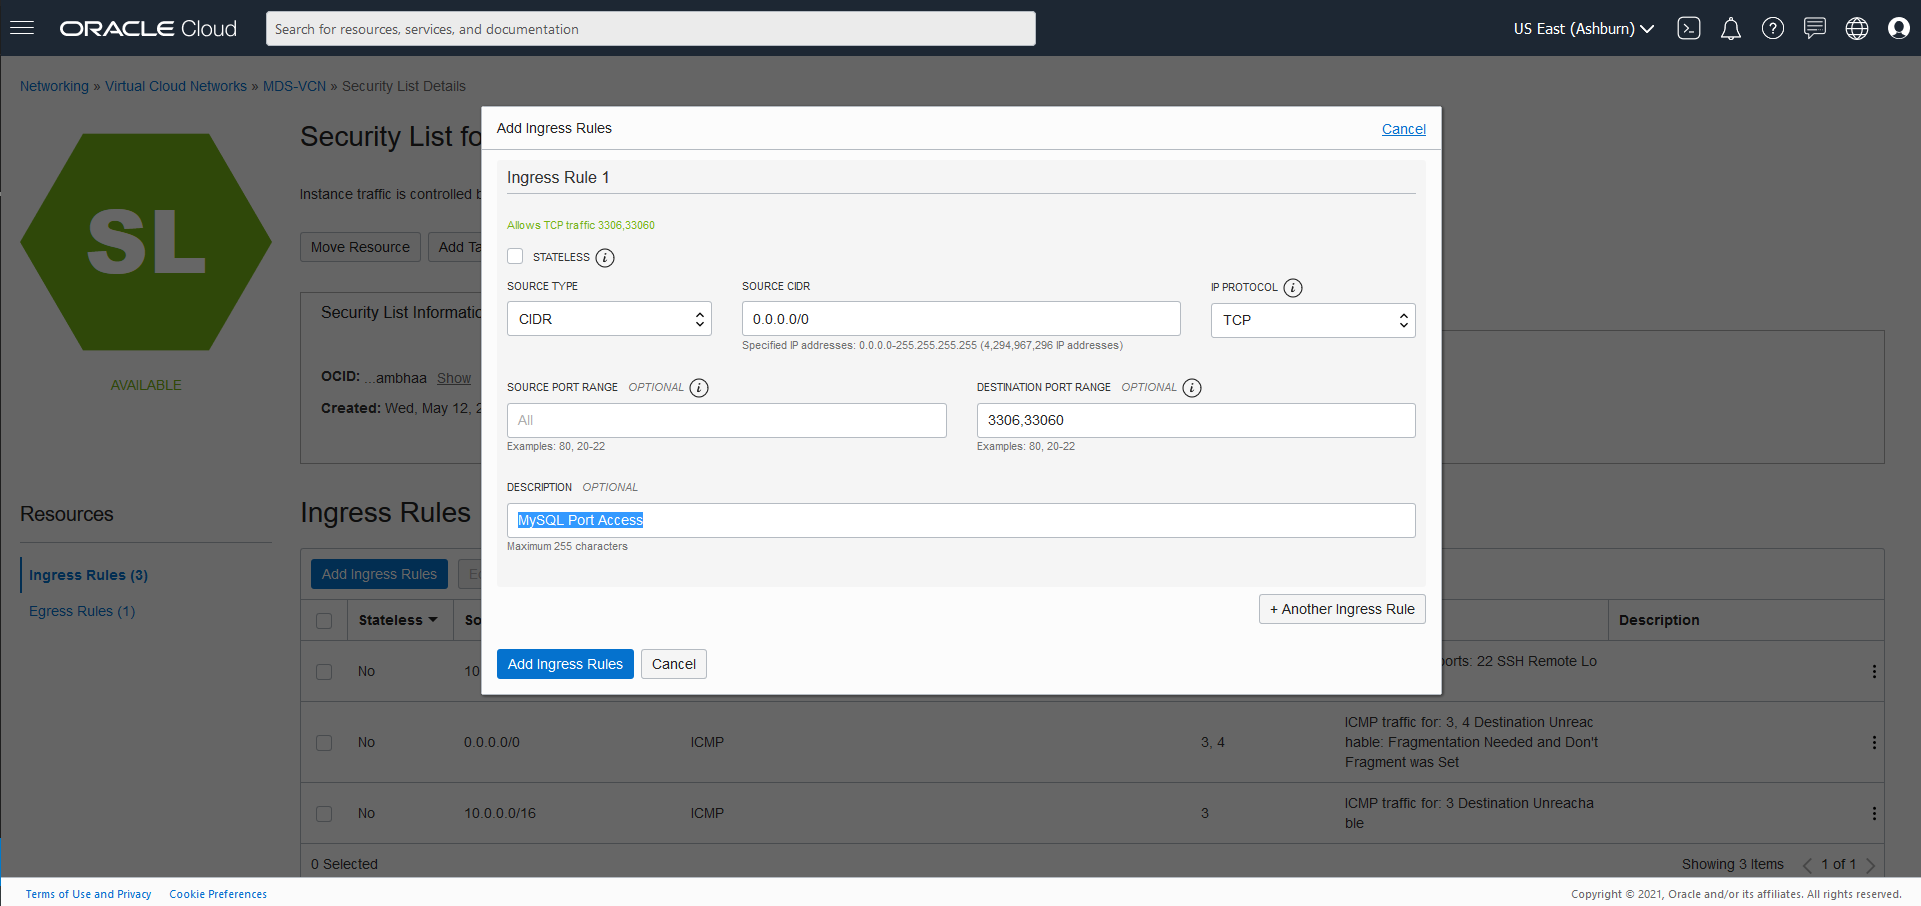 ORACLE Cloud
Search for resources, services, and documentation
US East (Ashburn)
Networking » Virtual Cloud Networks » MDS-VCN » Security List Details
SL
AVAILABLE
Security List fo
Instance traffic is controlled b
Move Resource
Add Ta
Security List Informatio
OCID: ...ambhaa Show
Created: Wed, May 12, 2
Add Ingress Rules
Cancel
Ingress Rule 1
Allows TCP traffic 3306,33060
STATELESS i
SOURCE TYPE
SOURCE CIDR
IP PROTOCOL i
CIDR
0.0.0.0/0
TCP
Specified IP addresses: 0.0.0.0-255.255.255.255 (4,294,967,296 IP addresses)
SOURCE PORT RANGE OPTIONAL i
DESTINATION PORT RANGE OPTIONAL i
All
3306,33060
Examples: 80, 20-22
Examples: 80, 20-22
DESCRIPTION OPTIONAL
MySQL Port Access
Maximum 255 characters
+ Another Ingress Rule
Add Ingress Rules
Cancel
Resources
Ingress Rules (3)
Egress Rules (1)
Ingress Rules
Add Ingress Rules
Stateless
So
Description
No
10
orts: 22 SSH Remote Lo
No
0.0.0.0/0
ICMP
3, 4
ICMP traffic for: 3, 4 Destination Unreac
hable: Fragmentation Needed and Don't
Fragment was Set
No
10.0.0.0/16
ICMP
3
ICMP traffic for: 3 Destination Unreacha
ble
0 Selected
Showing 3 Items
1 of 1
Terms of Use and Privacy
Cookie Preferences
Copyright © 2021, Oracle and/or its affiliates. All rights reserved.